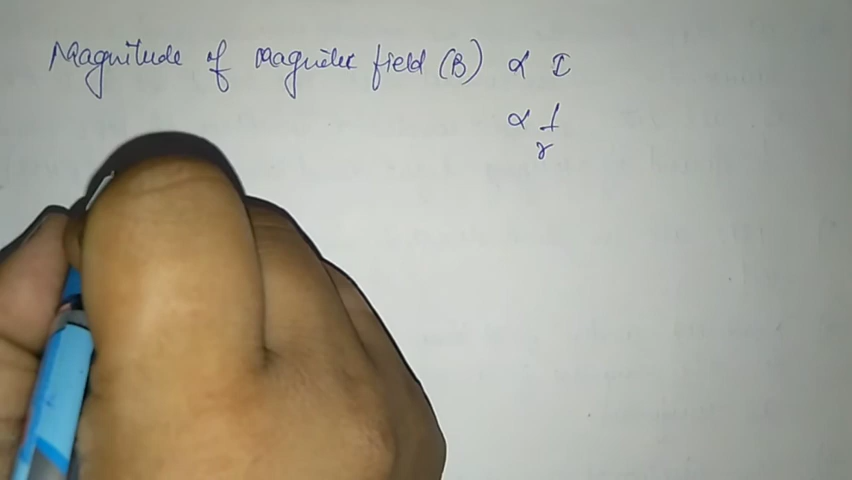 Magnitude of Magnetic field (B) ∝ I
∝ 1/r